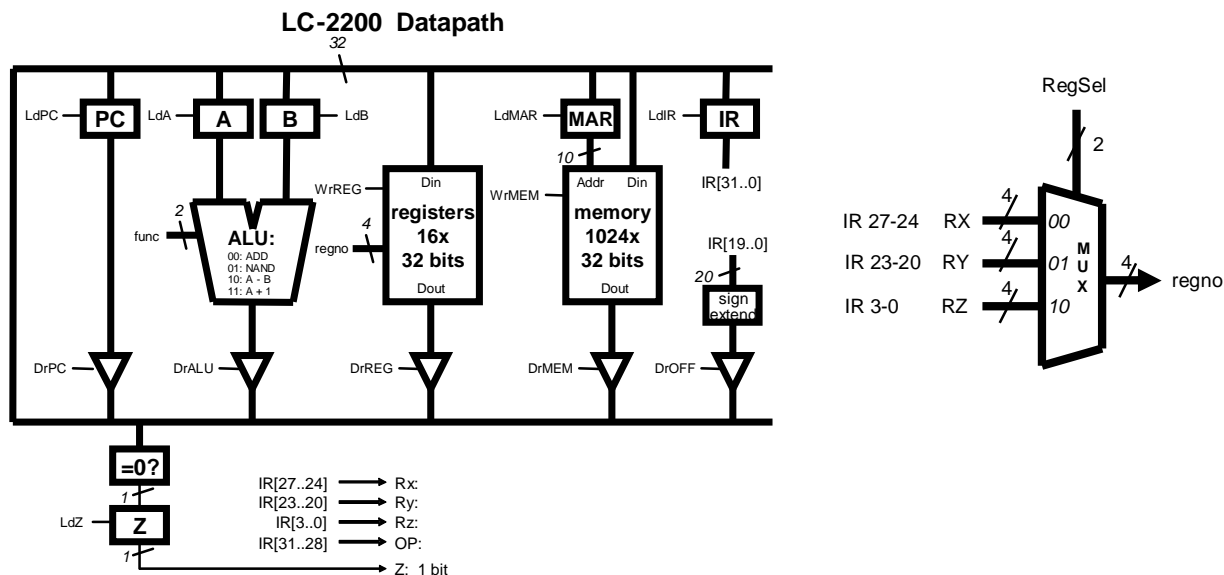 LC-2200 Datapath
32
LdPC
PC
LdA
A
B
LdB
LdMAR
MAR
LdIR
IR
10
IR[31..0]
WrREG
Din
registers
16x
32 bits
Dout
regno
4
WrMEM
Addr Din
memory
1024x
32 bits
Dout
func
2
ALU:
00: ADD
01: NAND
10: A - B
11: A + 1
IR[19..0]
20
sign
extend
DrPC
DrALU
DrREG
DrMEM
DrOFF
=0?
1
LdZ
Z
1
IR[27..24] Rx:
IR[23..20] Ry:
IR[3..0] Rz:
IR[31..28] OP:
Z: 1 bit
RegSel
2
IR 27-24 RX 4 00
IR 23-20 RY 4 01
IR 3-0 RZ 4 10
M
U
X
4
regno